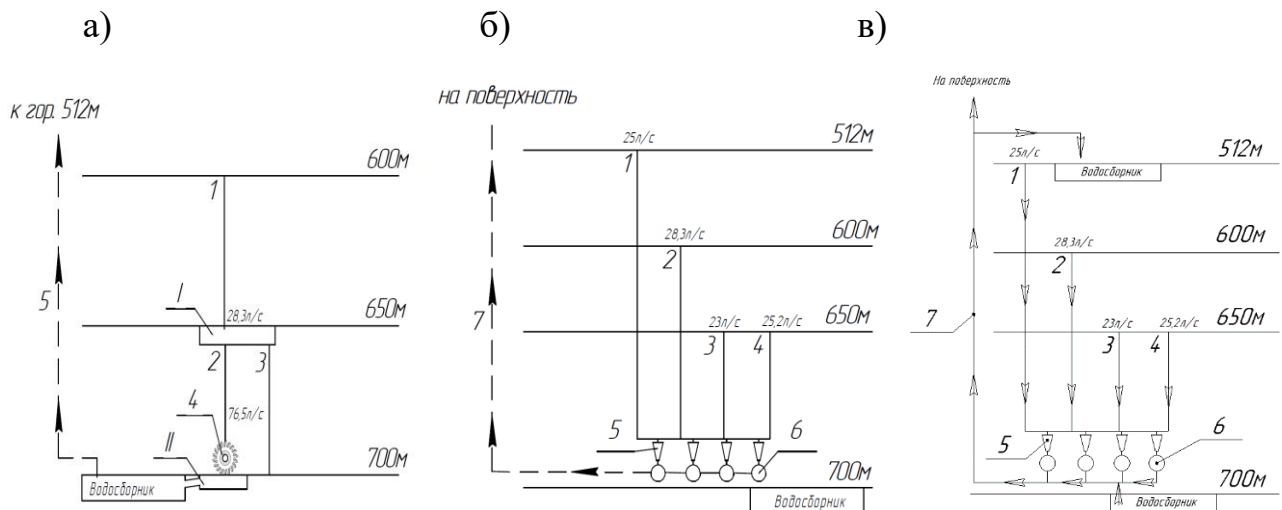 а)
б)
в)
к гор. 512м
600м
1
5
I
28,3л/с
650м
2
3
4
76,5л/с
II
700м
Водосборник
на поверхность
25л/с
512м
1
28,3л/с
600м
2
7
23л/с
25,2л/с
650м
3
4
5
6
700м
Водосборник
На поверхность
25л/с
512м
1
Водосборник
28,3л/с
600м
2
7
23л/с
25,2л/с
650м
3
4
5
6
700м
Водосборник